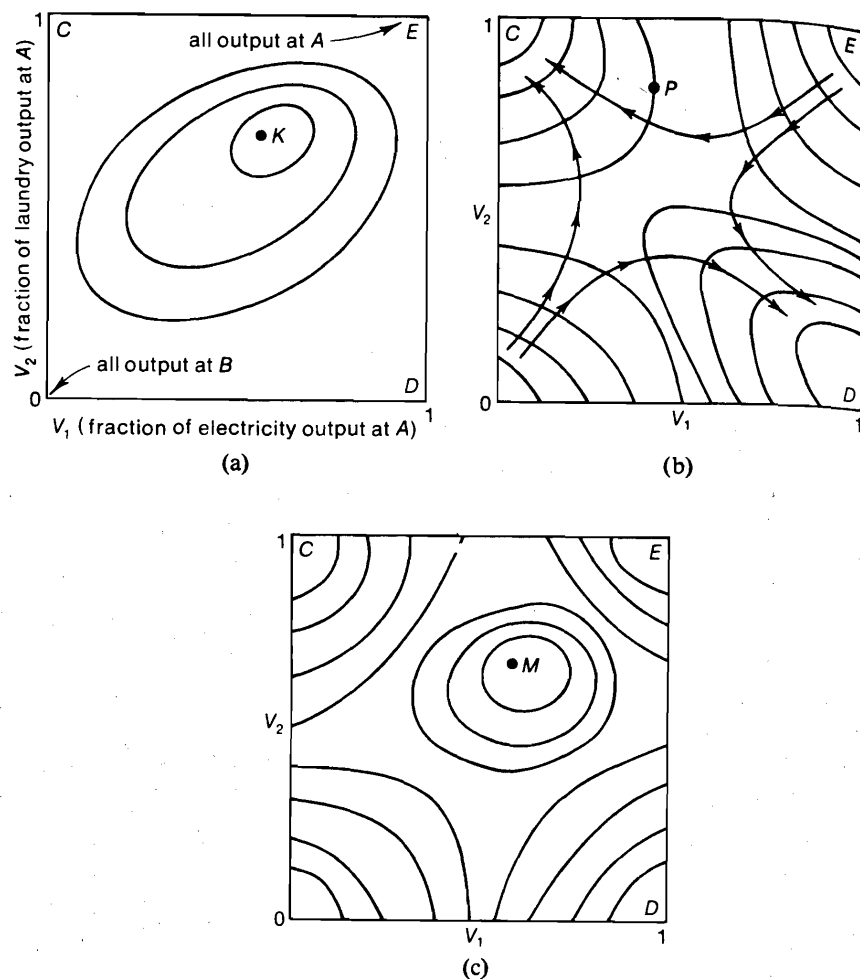 1
C
all output at A
E
K
V2 (fraction of laundry output at A)
all output at B
D
0
V1 (fraction of electricity output at A)
1
(a)
1
C
E
P
V2
D
0
V1
1
(b)
1
C
E
M
V2
D
0
V1
1
(c)